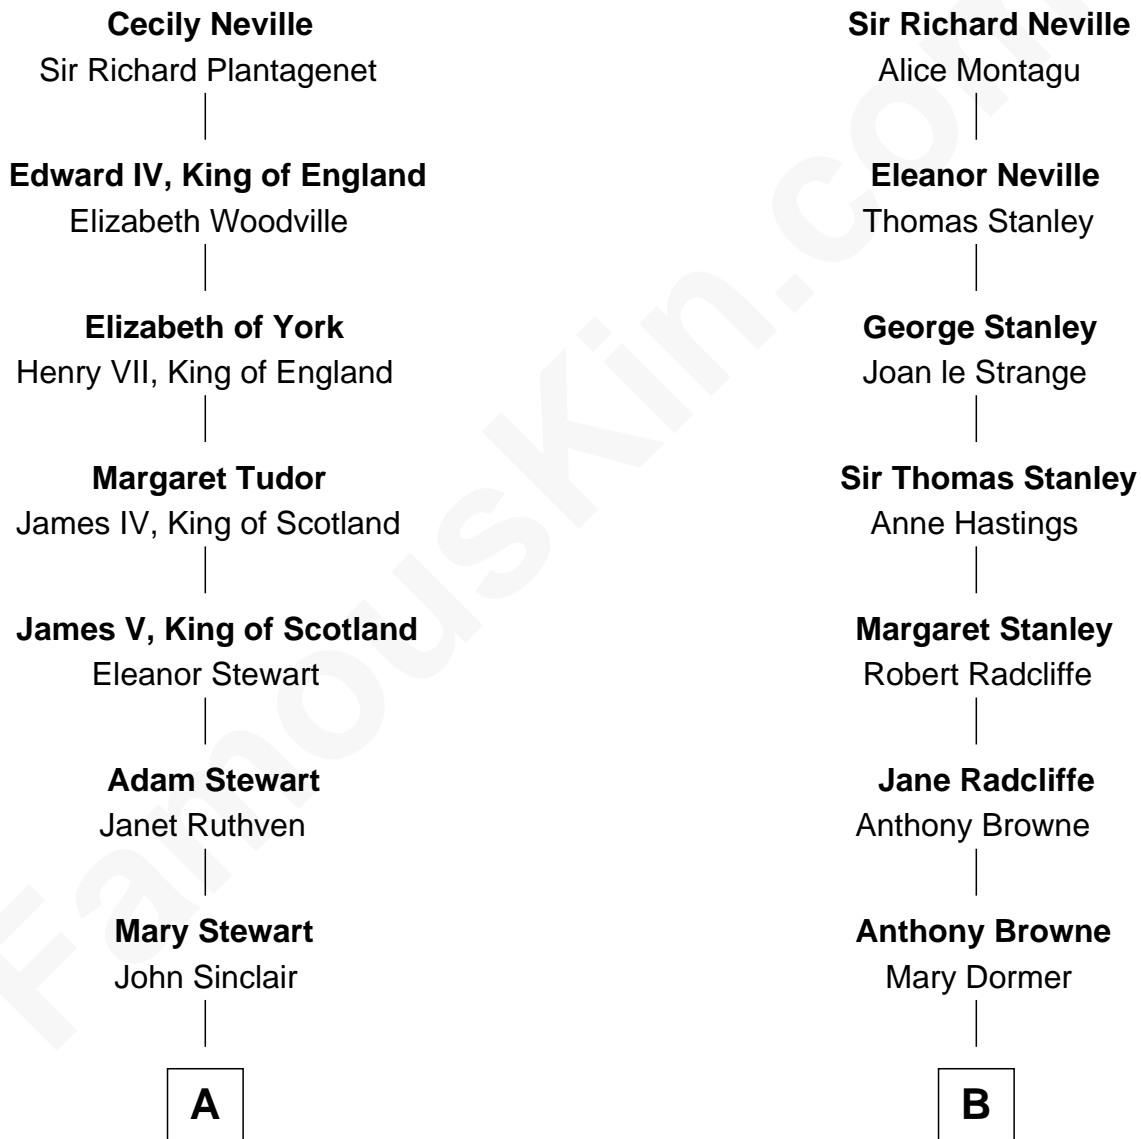 Cecily Neville
Sir Richard Plantagenet
Edward IV, King of England
Elizabeth Woodville
Elizabeth of York
Henry VII, King of England
Margaret Tudor
James IV, King of Scotland
James V, King of Scotland
Eleanor Stewart
Adam Stewart
Janet Ruthven
Mary Stewart
John Sinclair
A
Sir Richard Neville
Alice Montagu
Eleanor Neville
Thomas Stanley
George Stanley
Joan le Strange
Sir Thomas Stanley
Anne Hastings
Margaret Stanley
Robert Radcliffe
Jane Radcliffe
Anthony Browne
Anthony Browne
Mary Dormer
B
FamousKin.com